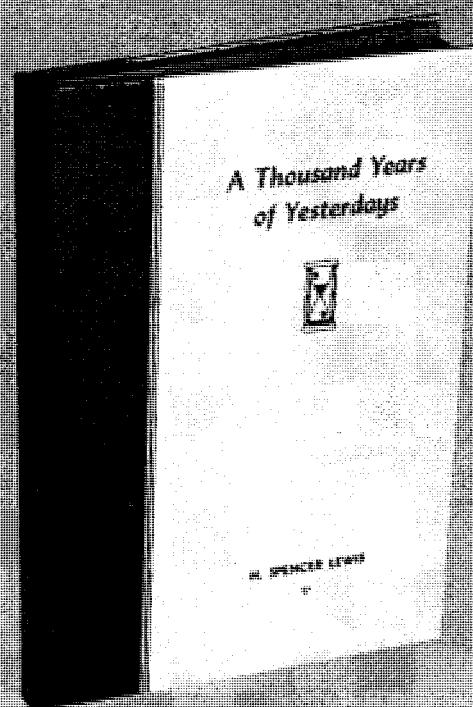 A Thousand Years
of Yesterdays
H. SPENCER LEWIS